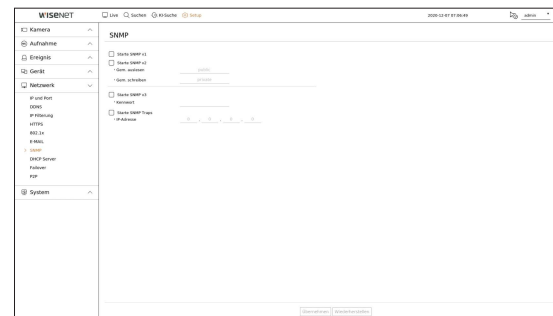 WISENET
Live Suchen KI-Suche Setup
2020-12-07 07:06:49 admin
Kamera
Aufnahme
Ereignis
Gerät
Netzwerk
IP und Port
DDNS
IP Filterung
HTTPS
802.1x
E-MAIL
SNMP
DHCP Server
Failover
P2P
System
SNMP
Starte SNMP v1
Starte SNMP v2
Gem. auslesen public
Gem. schreiben private
Starte SNMP v3
Kennwort
Starte SNMP Traps
IP-Adresse 0 . 0 . 0 . 0
Übernehmen Wiederherstellen